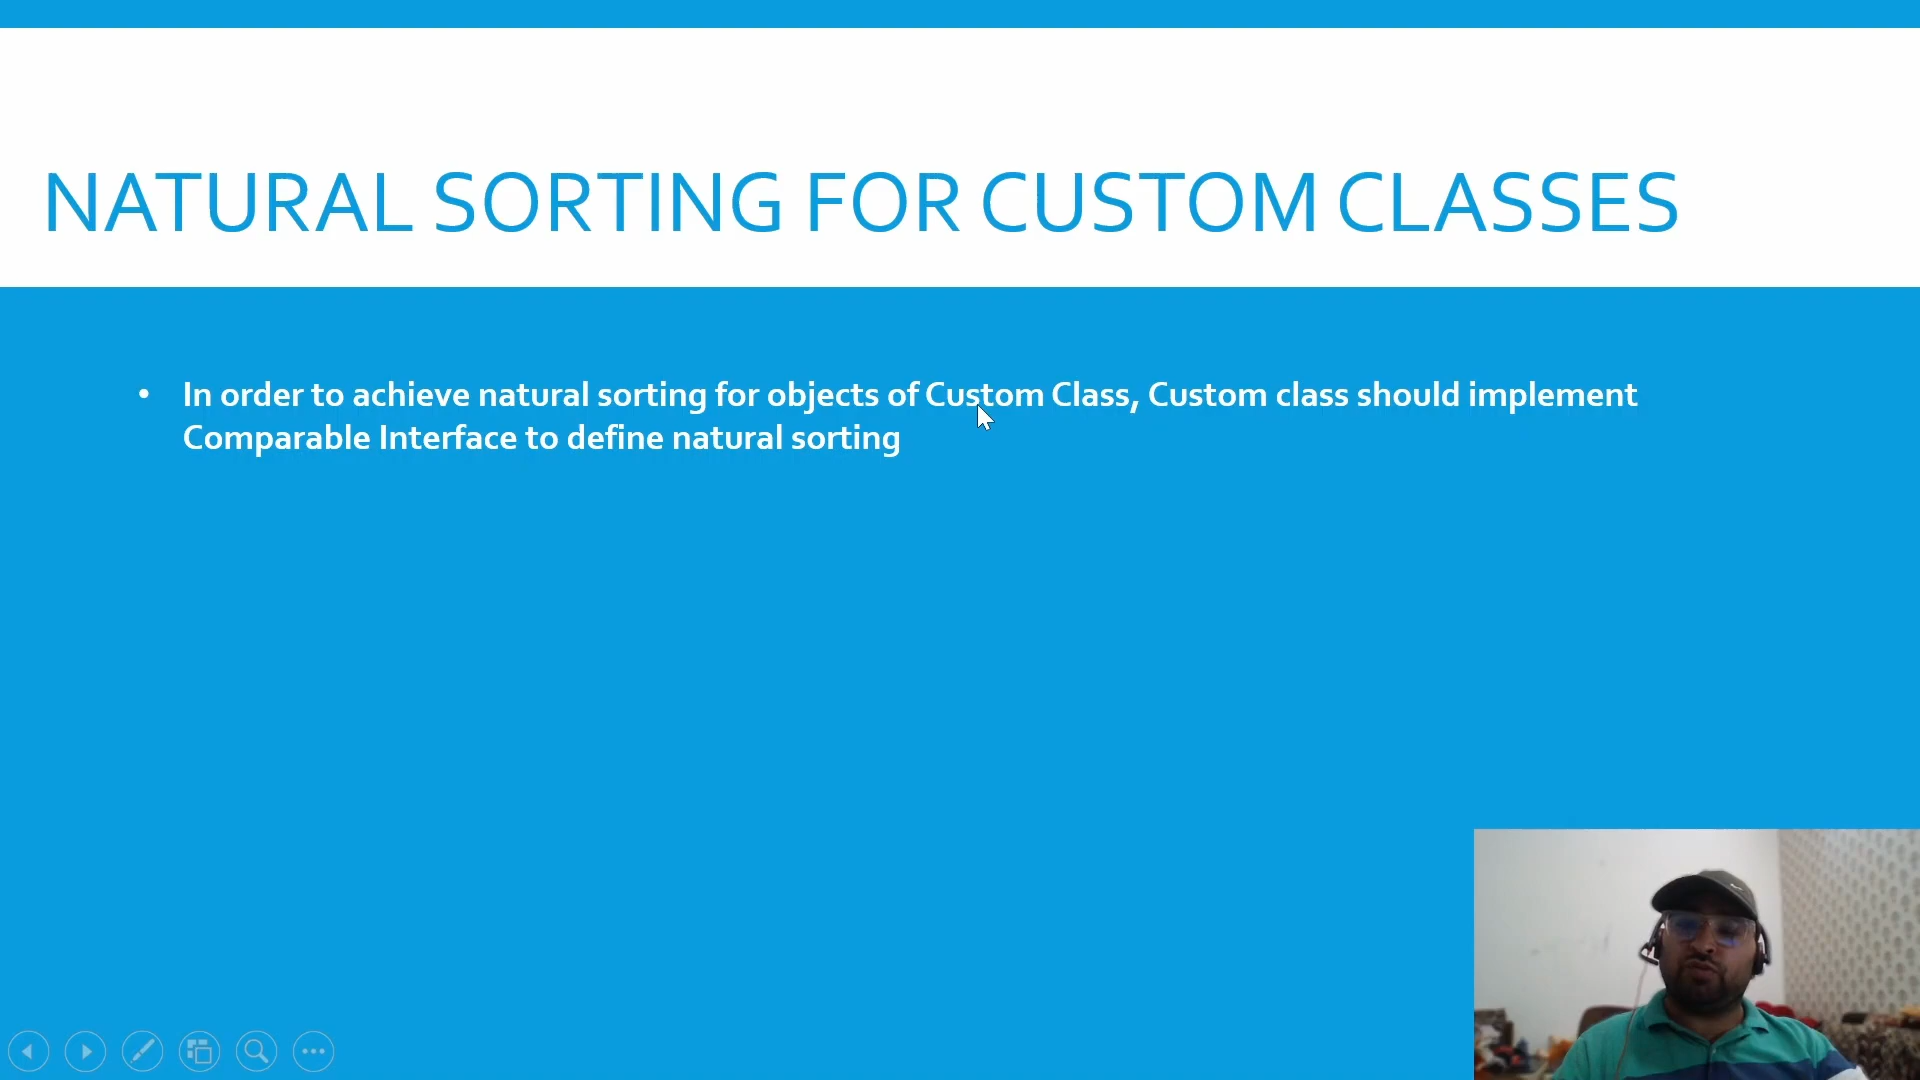 NATURAL SORTING FOR CUSTOM CLASSES
• In order to achieve natural sorting for objects of Custom Class, Custom class should implement
Comparable Interface to define natural sorting